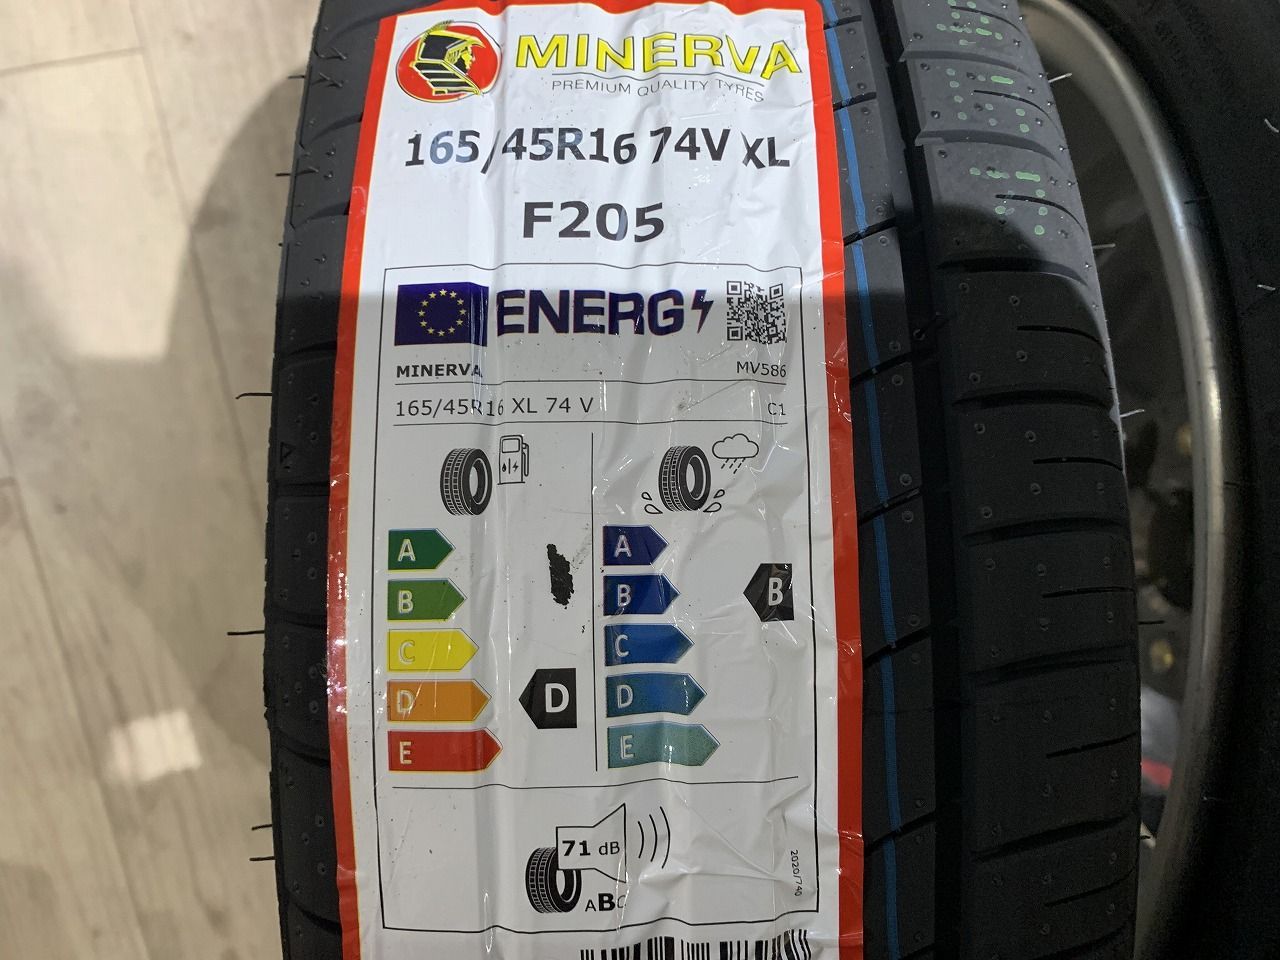 MINERVA
PREMIUM QUALITY TYRES
165/45R16 74V XL
F205
ENERG
MINERVA MV586
165/45R16 XL 74 V C1
A A
B B B
C C
D D D
E E
71 dB
ABC
2020/740